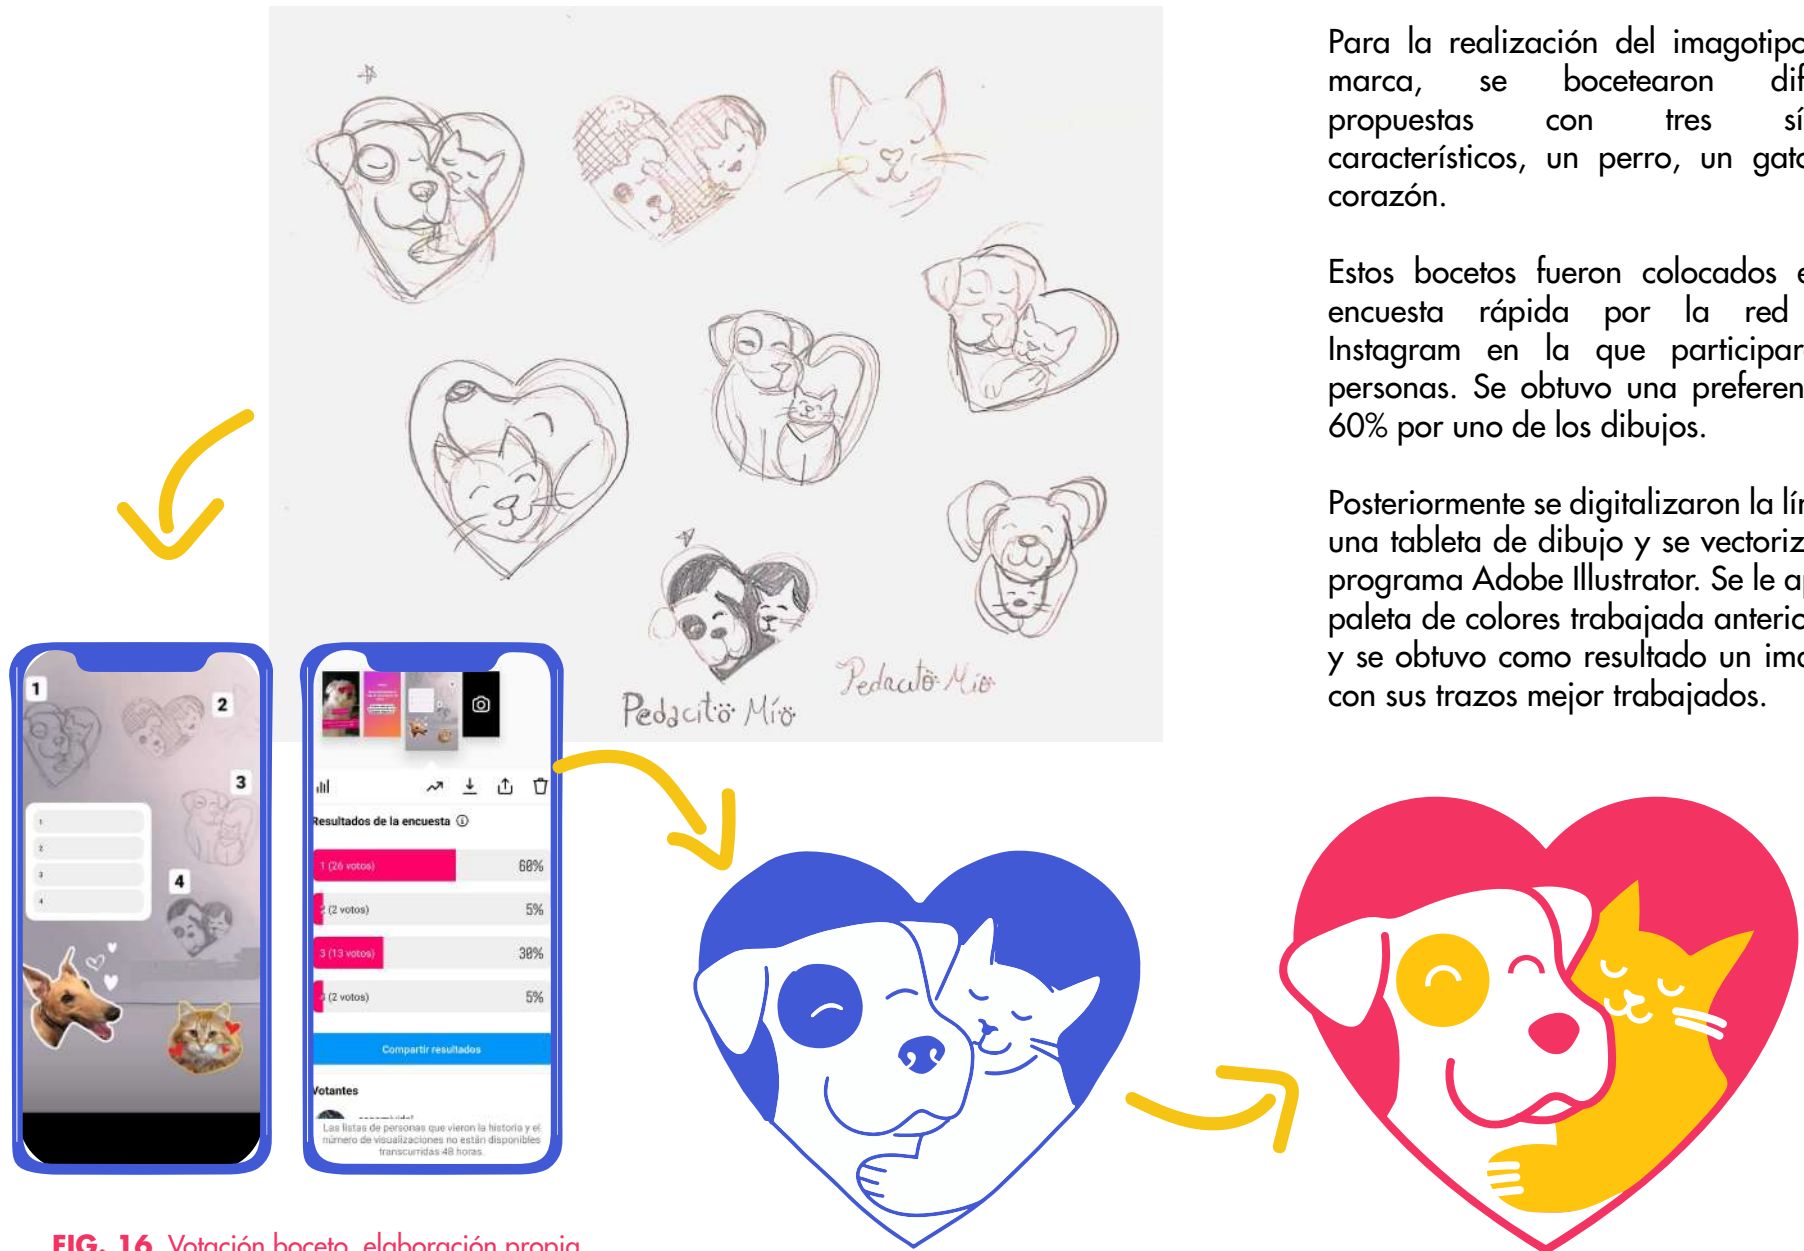 Para la realización del imagotipo
marca, se bocetearon dif
propuestas con tres sí
característicos, un perro, un gato
corazón.
Estos bocetos fueron colocados e
encuesta rápida por la red
Instagram en la que participar
personas. Se obtuvo una preferen
60% por uno de los dibujos.
Posteriormente se digitalizaron la lí
una tableta de dibujo y se vectoriz
programa Adobe Illustrator. Se le a
paleta de colores trabajada anterio
y se obtuvo como resultado un ima
con sus trazos mejor trabajados.
Pedacito Mío
Pedacito Mío
1
2
3
4
1
2
3
4
Resultados de la encuesta
1 (26 votos) 60%
2 (2 votos) 5%
3 (13 votos) 30%
(2 votos) 5%
Compartir resultados
Votantes
Las listas de personas que vieron la historia y el
número de visualizaciones no están disponibles
transcurridas 48 horas.
FIG. 16 Votación boceto, elaboración propia